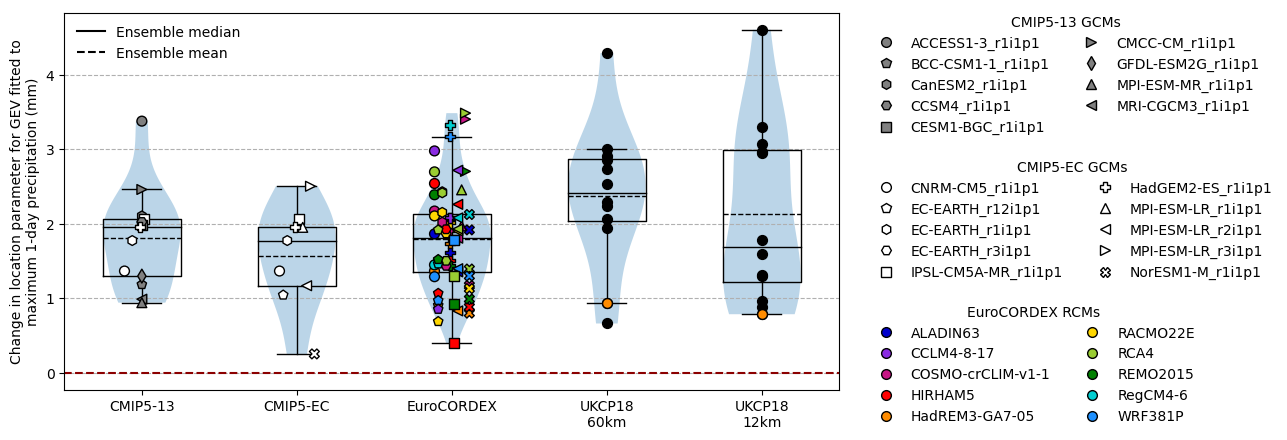 Change in location parameter for GEV fitted to
maximum 1-day precipitation (mm)
4
3
2
1
0
Ensemble median
Ensemble mean
CMIP5-13
CMIP5-EC
EuroCORDEX
UKCP18
60km
UKCP18
12km
CMIP5-13 GCMs
ACCESS1-3_r1i1p1
BCC-CSM1-1_r1i1p1
CanESM2_r1i1p1
CCSM4_r1i1p1
CESM1-BGC_r1i1p1
CMCC-CM_r1i1p1
GFDL-ESM2G_r1i1p1
MPI-ESM-MR_r1i1p1
MRI-CGCM3_r1i1p1
CMIP5-EC GCMs
CNRM-CM5_r1i1p1
EC-EARTH_r12i1p1
EC-EARTH_r1i1p1
EC-EARTH_r3i1p1
IPSL-CM5A-MR_r1i1p1
HadGEM2-ES_r1i1p1
MPI-ESM-LR_r1i1p1
MPI-ESM-LR_r2i1p1
MPI-ESM-LR_r3i1p1
NorESM1-M_r1i1p1
EuroCORDEX RCMs
ALADIN63
CCLM4-8-17
COSMO-crCLIM-v1-1
HIRHAM5
HadREM3-GA7-05
RACMO22E
RCA4
REMO2015
RegCM4-6
WRF381P